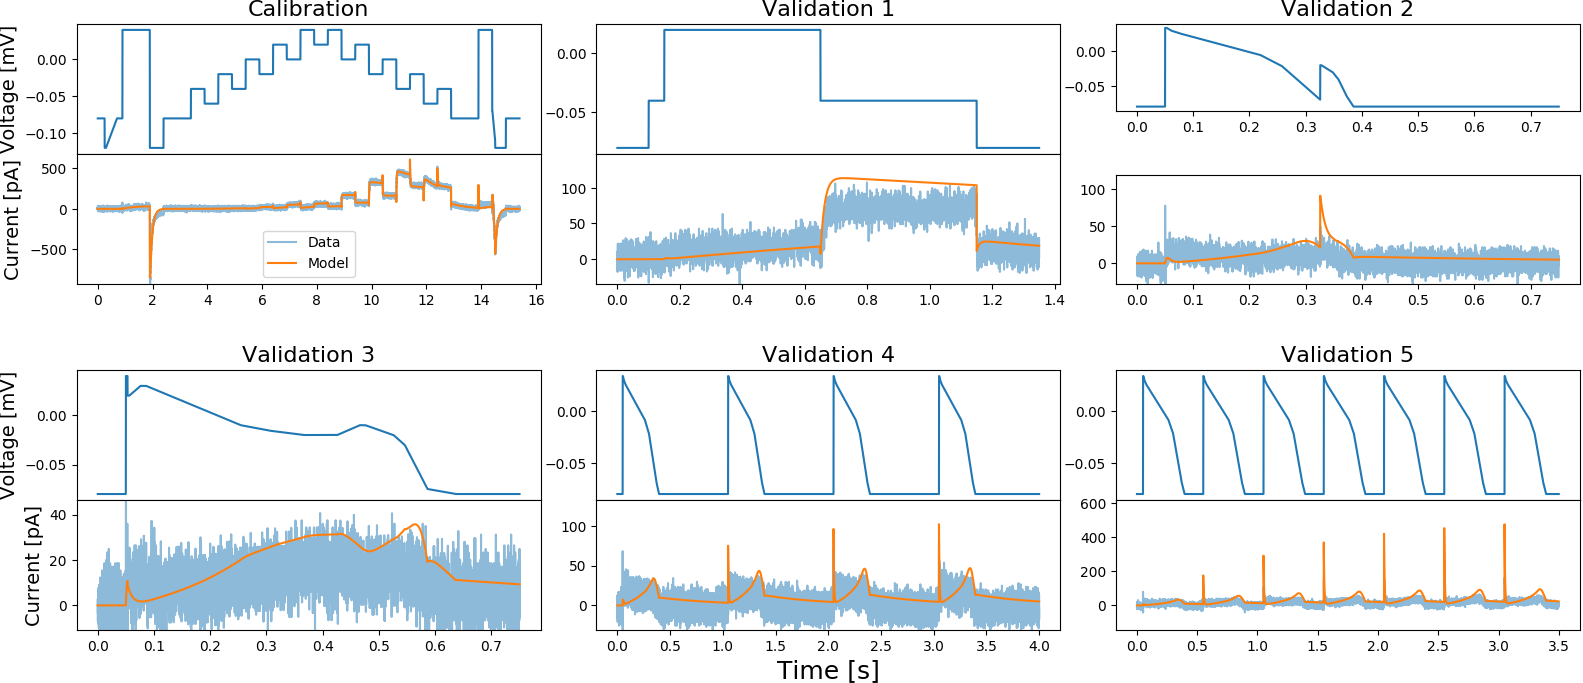 Calibration
Voltage [mV]
0.00
−0.05
−0.10
Current [pA]
500
0
−500
Data
Model
0 2 4 6 8 10 12 14 16
Validation 1
0.00
−0.05
100
50
0
0.0 0.2 0.4 0.6 0.8 1.0 1.2 1.4
Validation 2
0.00
−0.05
0.0 0.1 0.2 0.3 0.4 0.5 0.6 0.7
100
50
0
0.0 0.1 0.2 0.3 0.4 0.5 0.6 0.7
Validation 3
Voltage [mV]
0.00
−0.05
Current [pA]
40
20
0
0.0 0.1 0.2 0.3 0.4 0.5 0.6 0.7
Validation 4
0.00
−0.05
100
50
0
0.0 0.5 1.0 1.5 2.0 2.5 3.0 3.5 4.0
Validation 5
0.00
−0.05
600
400
200
0
0.0 0.5 1.0 1.5 2.0 2.5 3.0 3.5
Time [s]